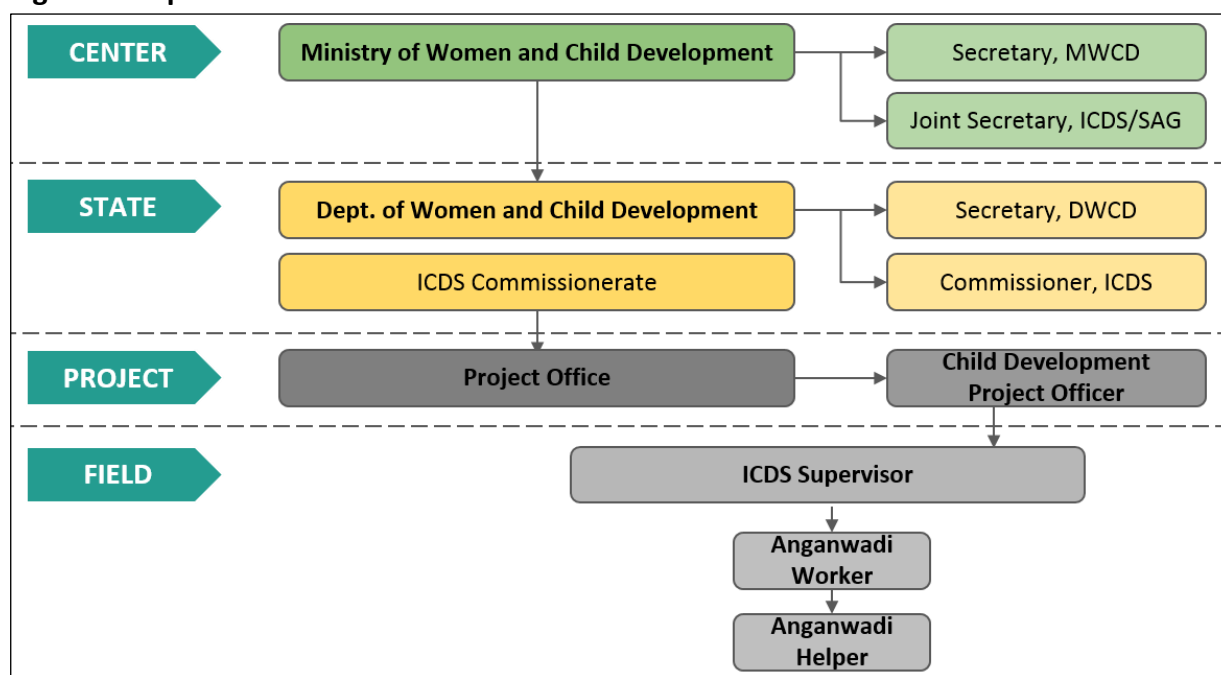 CENTER
Ministry of Women and Child Development
Secretary, MWCD
Joint Secretary, ICDS/SAG
STATE
Dept. of Women and Child Development
Secretary, DWCD
ICDS Commissionerate
Commissioner, ICDS
PROJECT
Project Office
Child Development
Project Officer
FIELD
ICDS Supervisor
Anganwadi
Worker
Anganwadi
Helper